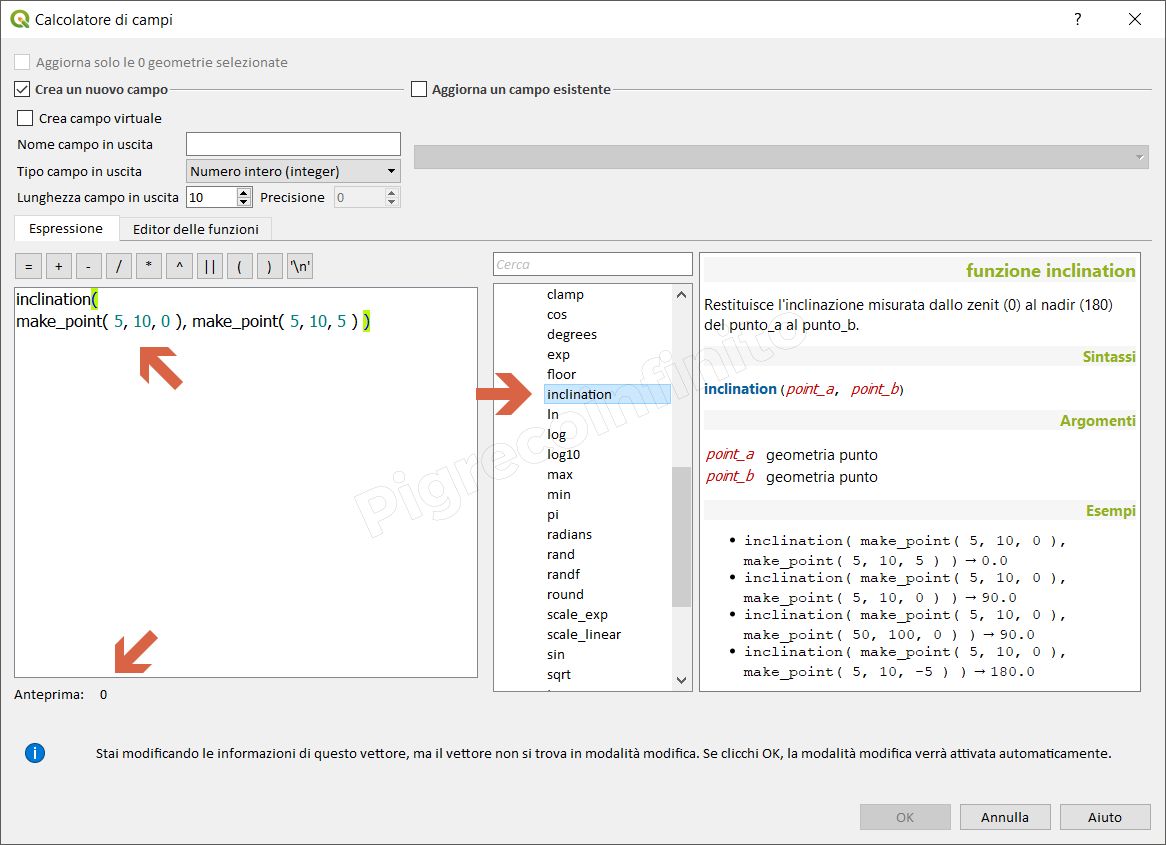 Calcolatore di campi
?
Aggiorna solo le 0 geometrie selezionate
Crea un nuovo campo
Aggiorna un campo esistente
Crea campo virtuale
Nome campo in uscita
Tipo campo in uscita Numero intero (integer)
Lunghezza campo in uscita 10 Precisione 0
Espressione Editor delle funzioni
= + - / * ^ || ( ) '\n'
inclination(
make_point( 5, 10, 0 ), make_point( 5, 10, 5 ) )
Anteprima: 0
Cerca
clamp
cos
degrees
exp
floor
inclination
ln
log
log10
max
min
pi
radians
rand
randf
round
scale_exp
scale_linear
sin
sqrt
funzione inclination
Restituisce l'inclinazione misurata dallo zenit (0) al nadir (180)
del punto_a al punto_b.
Sintassi
inclination (point_a, point_b)
Argomenti
point_a geometria punto
point_b geometria punto
Esempi
• inclination( make_point( 5, 10, 0 ),
make_point( 5, 10, 5 ) ) → 0.0
• inclination( make_point( 5, 10, 0 ),
make_point( 5, 10, 0 ) ) → 90.0
• inclination( make_point( 5, 10, 0 ),
make_point( 50, 100, 0 ) ) → 90.0
• inclination( make_point( 5, 10, 0 ),
make_point( 5, 10, -5 ) ) → 180.0
Pigrecoinfinito
Stai modificando le informazioni di questo vettore, ma il vettore non si trova in modalità modifica. Se clicchi OK, la modalità modifica verrà attivata automaticamente.
OK Annulla Aiuto